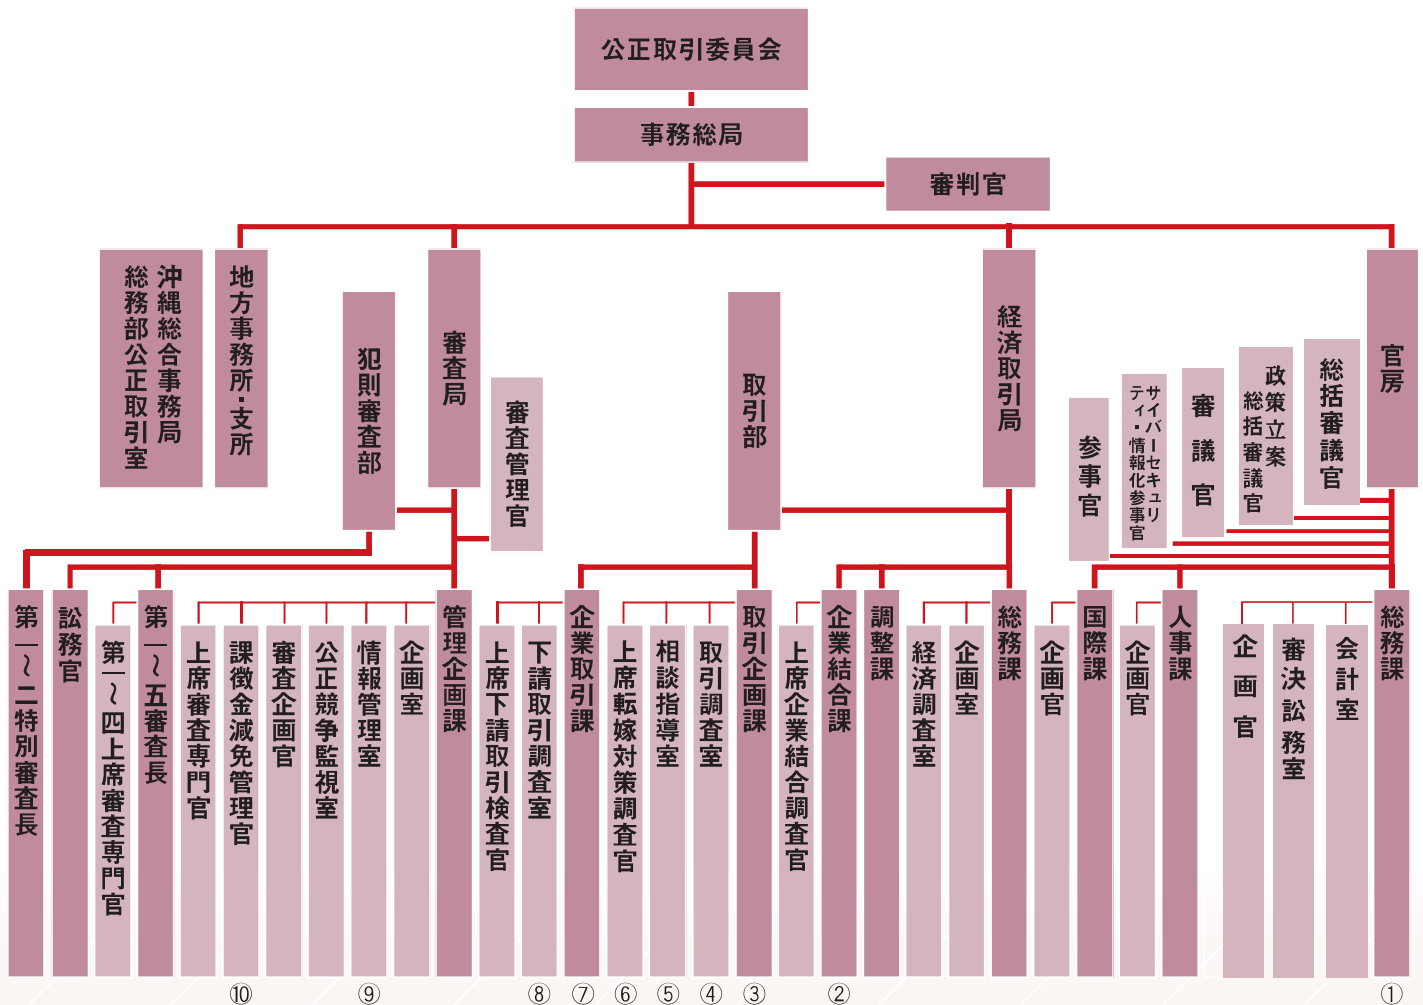 公正取引委員会
事務総局
審判官
官房
経済取引局
取引部
審査局
犯則審査部
地方事務所・支所
沖縄総合事務局
総務部公正取引室
総括審議官
政策立案
総括審議官
審議官
サイバーセキュリ
ティ・情報化参事官
参事官
審査管理官
総務課
会計室
審決訟務室
企画官
人事課
企画官
国際課
企画官
総務課
企画室
経済調査室
調整課
企業結合課
上席企業結合調査官
取引企画課
取引調査室
相談指導室
上席転嫁対策調査官
企業取引課
下請取引調査室
上席下請取引検査官
管理企画課
企画室
情報管理室
公正競争監視室
審査企画官
課徴金減免管理官
上席審査専門官
第一〜五審査長
第一〜四上席審査専門官
訟務官
第一〜二特別審査長
①
②
③
④
⑤
⑥
⑦
⑧
⑨
⑩